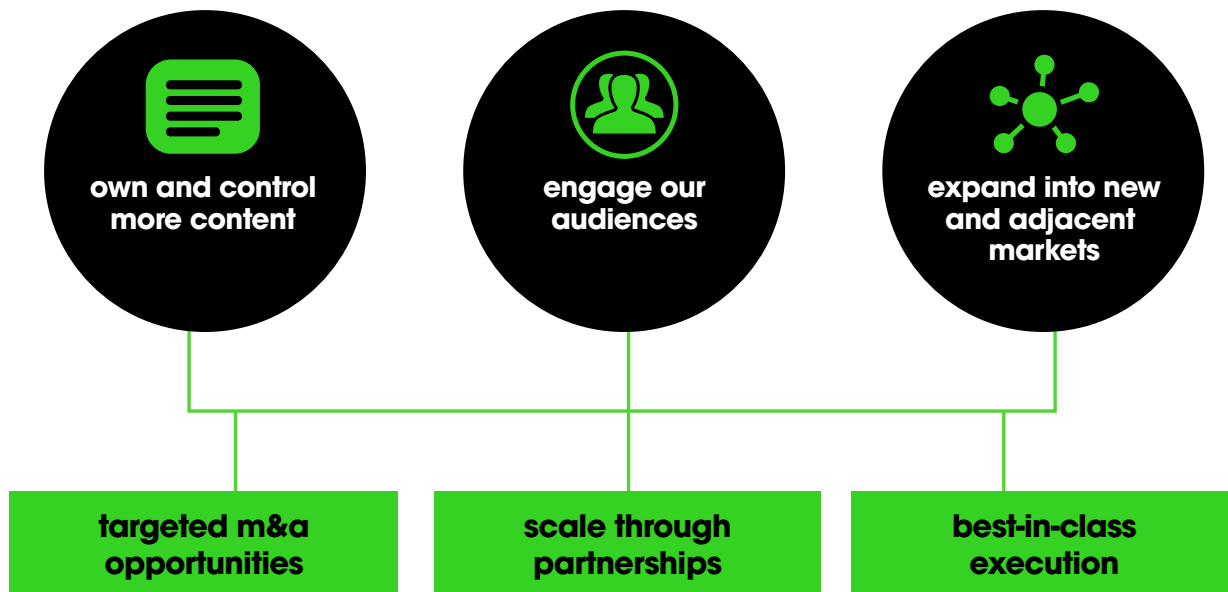 own and control
more content
engage our
audiences
expand into new
and adjacent
markets
targeted m&a
opportunities
scale through
partnerships
best-in-class
execution